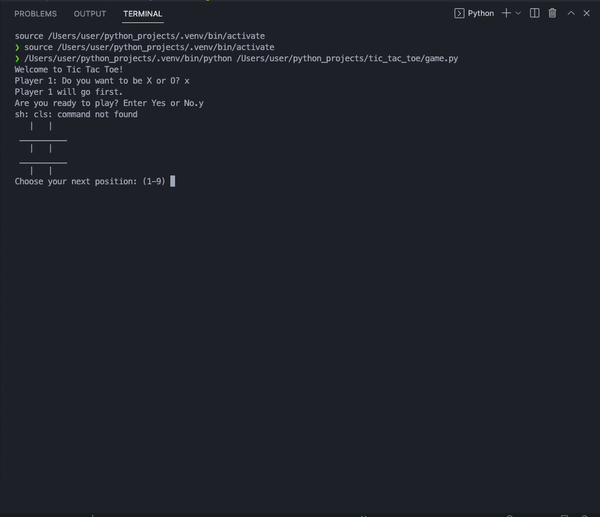 PROBLEMS OUTPUT TERMINAL Python
source /Users/user/python_projects/.venv/bin/activate
❯ source /Users/user/python_projects/.venv/bin/activate
❯ /Users/user/python_projects/.venv/bin/python /Users/user/python_projects/tic_tac_toe/game.py
Welcome to Tic Tac Toe!
Player 1: Do you want to be X or O? x
Player 1 will go first.
Are you ready to play? Enter Yes or No.y
sh: cls: command not found
   |   |
 __________
   |   |
 __________
   |   |
Choose your next position: (1-9)